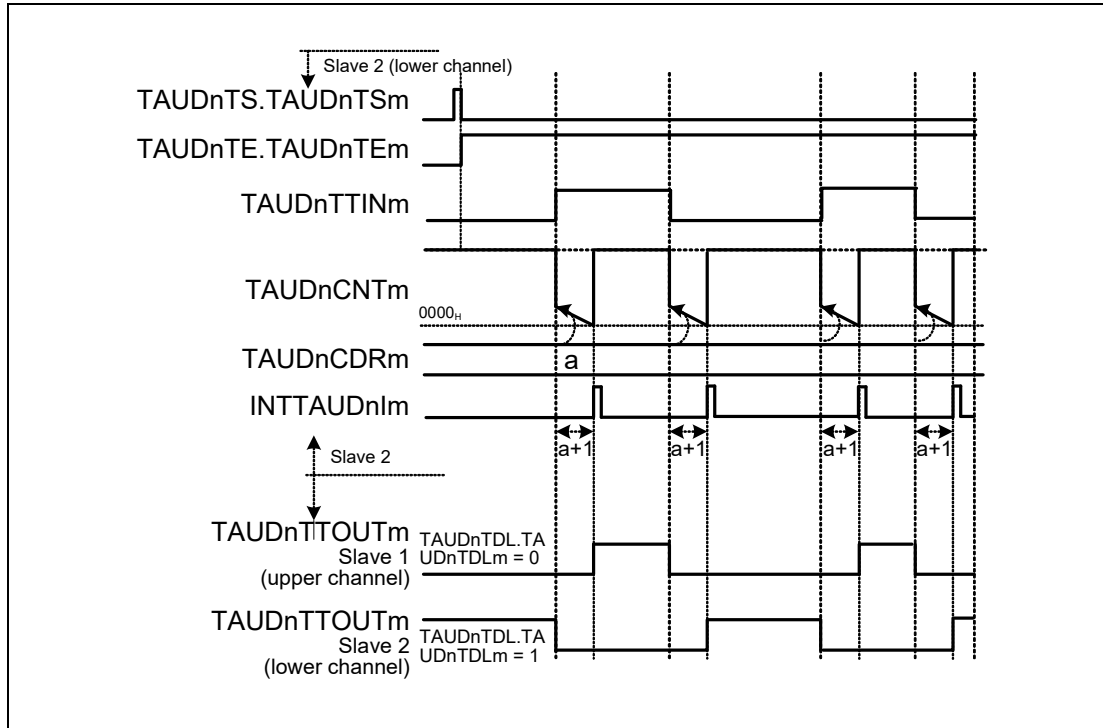 Slave 2 (lower channel)
TAUDnTS.TAUDnTSm
TAUDnTE.TAUDnTEm
TAUDnTTINm
TAUDnCNTm
0000H
TAUDnCDRm
a
INTTAUDnIm
a+1 a+1 a+1 a+1
Slave 2
TAUDnTTOUTm
Slave 1
(upper channel)
TAUDnTDL.TA
UDnTDLm = 0
TAUDnTTOUTm
Slave 2
(lower channel)
TAUDnTDL.TA
UDnTDLm = 1